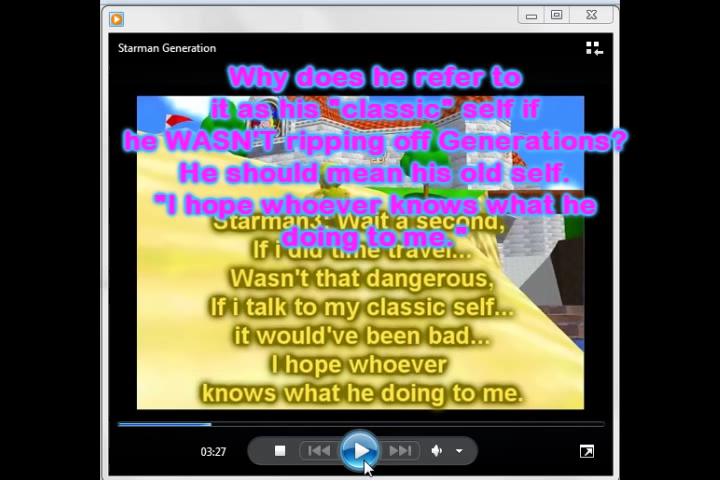 Starman Generation
Why does he refer to
it as his "classic" self if
he WASN'T ripping off Generations?
He should mean his old self.
"I hope whoever knows what he
doing to me."
Starman3: Wait a second,
If i did time travel...
Wasn't that dangerous,
If i talk to my classic self...
it would've been bad...
I hope whoever
knows what he doing to me.
03:27